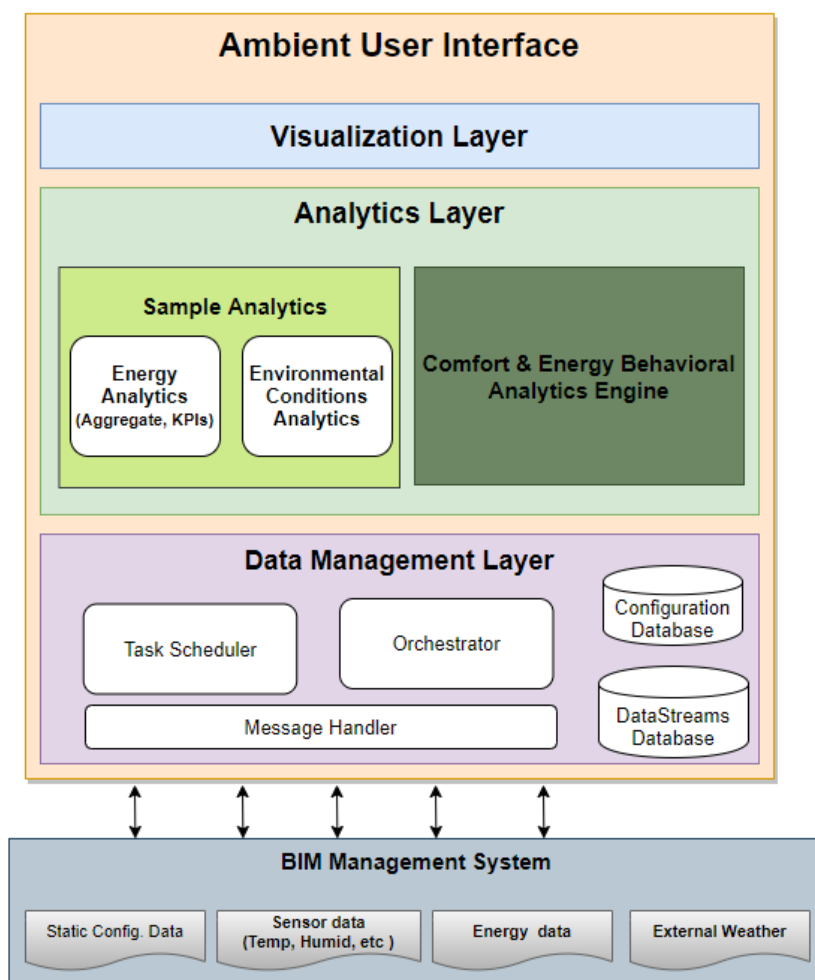 Ambient User Interface
Visualization Layer
Analytics Layer
Sample Analytics
Energy
Analytics
(Aggregate, KPIs)
Environmental
Conditions
Analytics
Comfort & Energy Behavioral
Analytics Engine
Data Management Layer
Task Scheduler
Orchestrator
Message Handler
Configuration
Database
DataStreams
Database
BIM Management System
Static Config. Data
Sensor data
(Temp, Humid, etc )
Energy data
External Weather